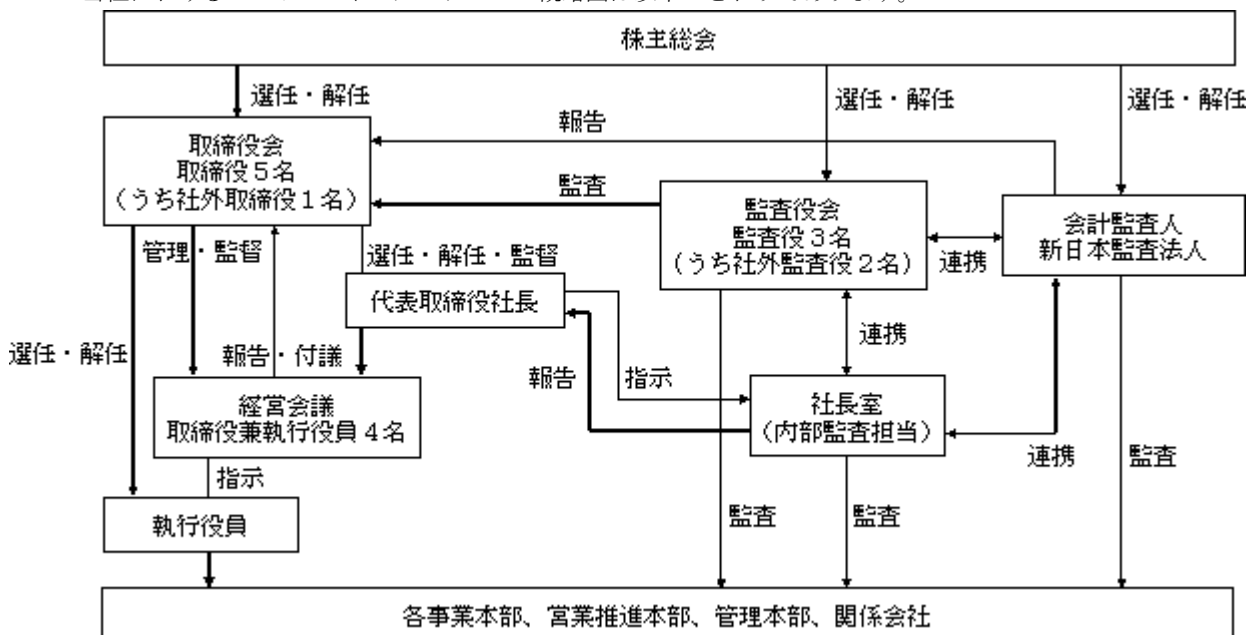 株主総会
選任・解任
選任・解任
選任・解任
報告
取締役会
取締役５名
（うち社外取締役１名）
監査
監査役会
監査役３名
（うち社外監査役２名）
会計監査人
新日本監査法人
連携
管理・監督
選任・解任・監督
代表取締役社長
選任・解任
報告・付議
連携
報告
指示
経営会議
取締役兼執行役員４名
社長室
（内部監査担当）
連携
監査
指示
執行役員
監査
監査
各事業本部、営業推進本部、管理本部、関係会社